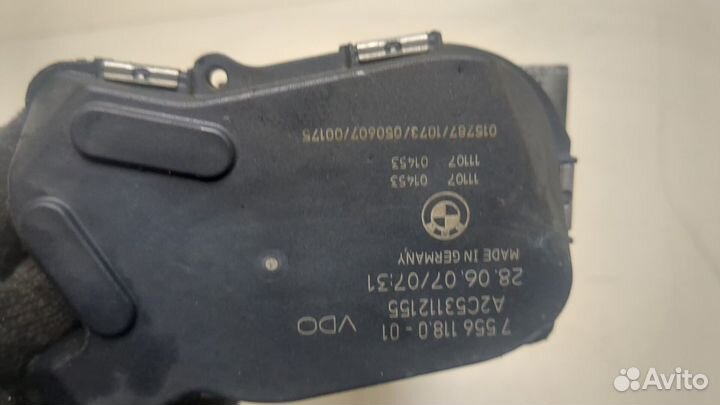 7 556 118.0 - 01 VDO
A2C53112155
28.06.07/07:31
MADE IN GERMANY
11107 01453
11107 01453
015787/1073/050607/00175
Avito